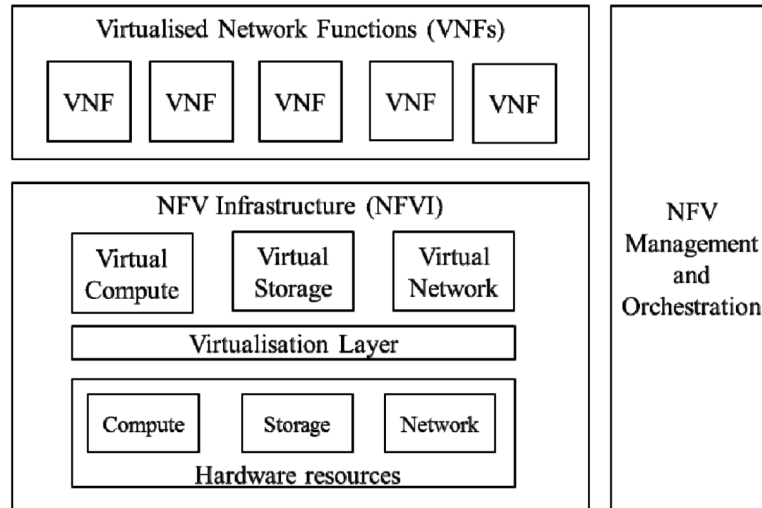 Virtualised Network Functions (VNFs)
VNF VNF VNF VNF VNF
NFV Infrastructure (NFVI)
Virtual
Compute
Virtual
Storage
Virtual
Network
Virtualisation Layer
Compute Storage Network
Hardware resources
NFV
Management
and
Orchestration